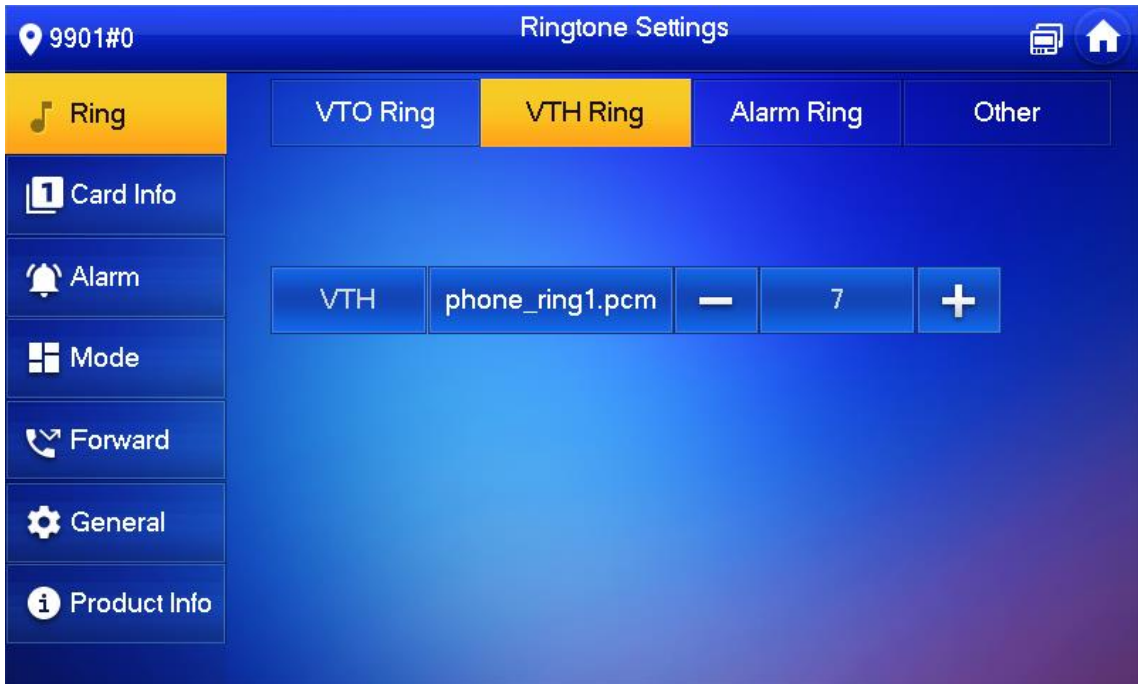 9901#0
Ringtone Settings
Ring
VTO Ring
VTH Ring
Alarm Ring
Other
1 Card Info
Alarm
VTH
phone_ring1.pcm
7
Mode
Forward
General
Product Info